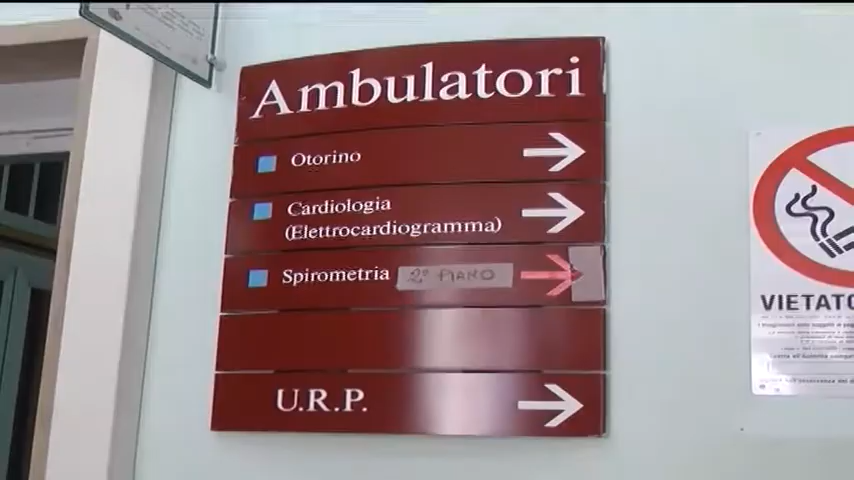 Ambulatori
Otorino
Cardiologia
(Elettrocardiogramma)
Spirometria 2° PIANO
U.R.P.
VIETATO